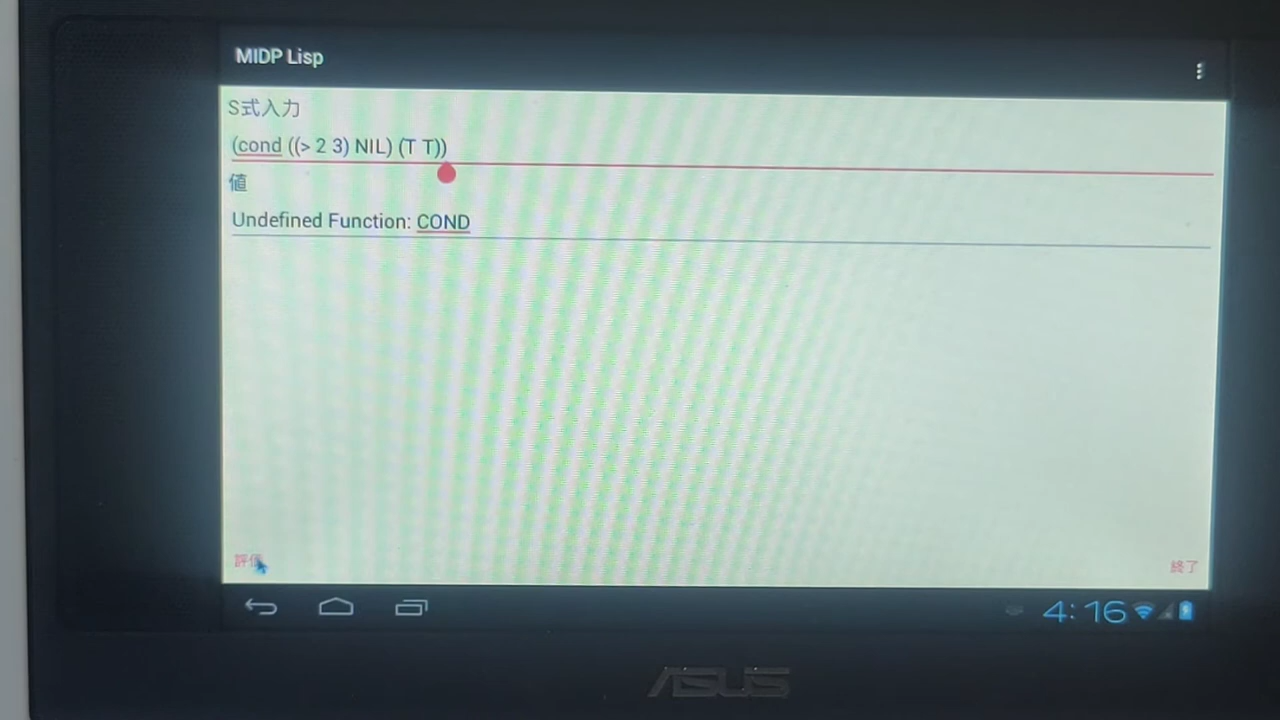 MIDP Lisp
S式入力
(cond ((> 2 3) NIL) (T T))
値
Undefined Function: COND
評価
終了
4:16
ASUS